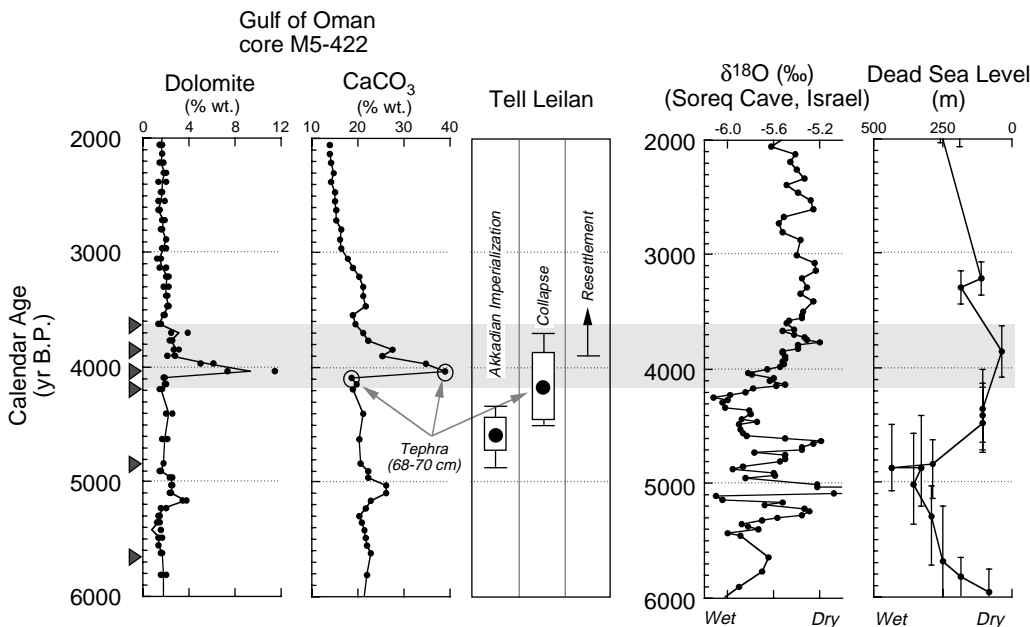 Gulf of Oman
core M5-422
Dolomite
(% wt.)
0 4 8 12
CaCO3
(% wt.)
10 20 30 40
Tell Leilan
δ18O (‰)
(Soreq Cave, Israel)
-6.0 -5.6 -5.2
Dead Sea Level
(m)
500 250 0
Calendar Age
(yr B.P.)
2000
3000
4000
5000
6000
Akkadian Imperialization
Collapse
Resettlement
Tephra
(68-70 cm)
2000
3000
4000
5000
6000
Wet Dry
Wet Dry